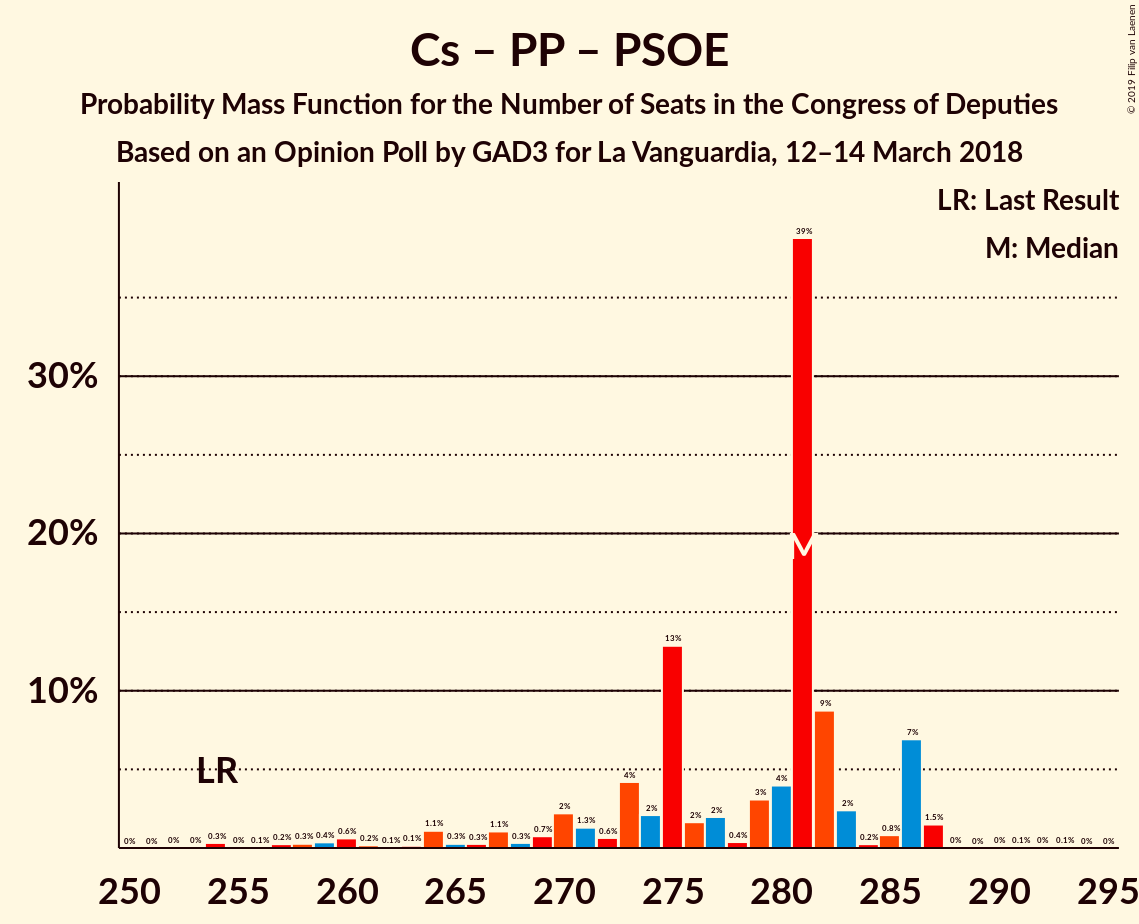 Cs – PP – PSOE
Probability Mass Function for the Number of Seats in the Congress of Deputies
Based on an Opinion Poll by GAD3 for La Vanguardia, 12–14 March 2018
© 2019 Filip van Laenen
LR: Last Result
M: Median
30%
20%
10%
LR
M
0% 0% 0% 0% 0.3% 0% 0.1% 0.2% 0.3% 0.4% 0.6% 0.2% 0.1% 0.1% 1.1% 0.3% 0.3% 1.1% 0.3% 0.7% 2% 1.3% 0.6% 4% 2% 13% 2% 2% 0.4% 3% 4% 39% 9% 2% 0.2% 0.8% 7% 1.5% 0% 0% 0% 0.1% 0% 0.1% 0% 0%
250 255 260 265 270 275 280 285 290 295